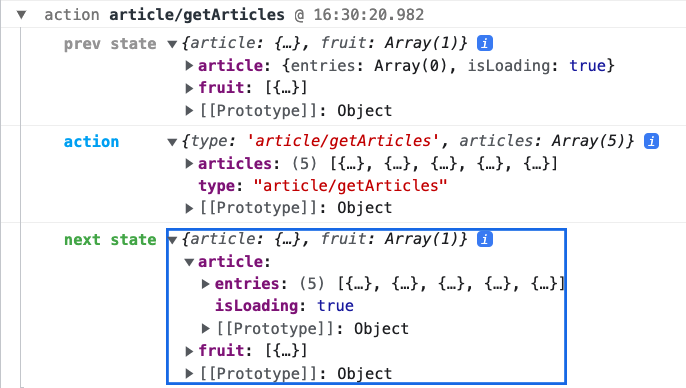 ▼ action article/getArticles @ 16:30:20.982
prev state ▼{article: {…}, fruit: Array(1)} i
▶article: {entries: Array(0), isLoading: true}
▶fruit: [{…}]
▶[[Prototype]]: Object
action ▼{type: 'article/getArticles', articles: Array(5)} i
▶articles: (5) [{…}, {…}, {…}, {…}, {…}]
type: "article/getArticles"
▶[[Prototype]]: Object
next state ▼{article: {…}, fruit: Array(1)} i
▼article:
▶entries: (5) [{…}, {…}, {…}, {…}, {…}]
isLoading: true
▶[[Prototype]]: Object
▶fruit: [{…}]
▶[[Prototype]]: Object